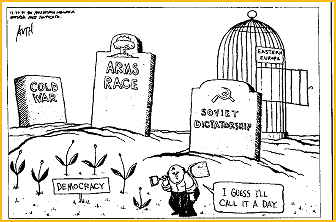 AUTH
COLD
WAR
ARMS
RACE
EASTERN
EUROPE
SOVIET
DICTATORSHIP
DEMOCRACY
I GUESS I'LL
CALL IT A DAY.